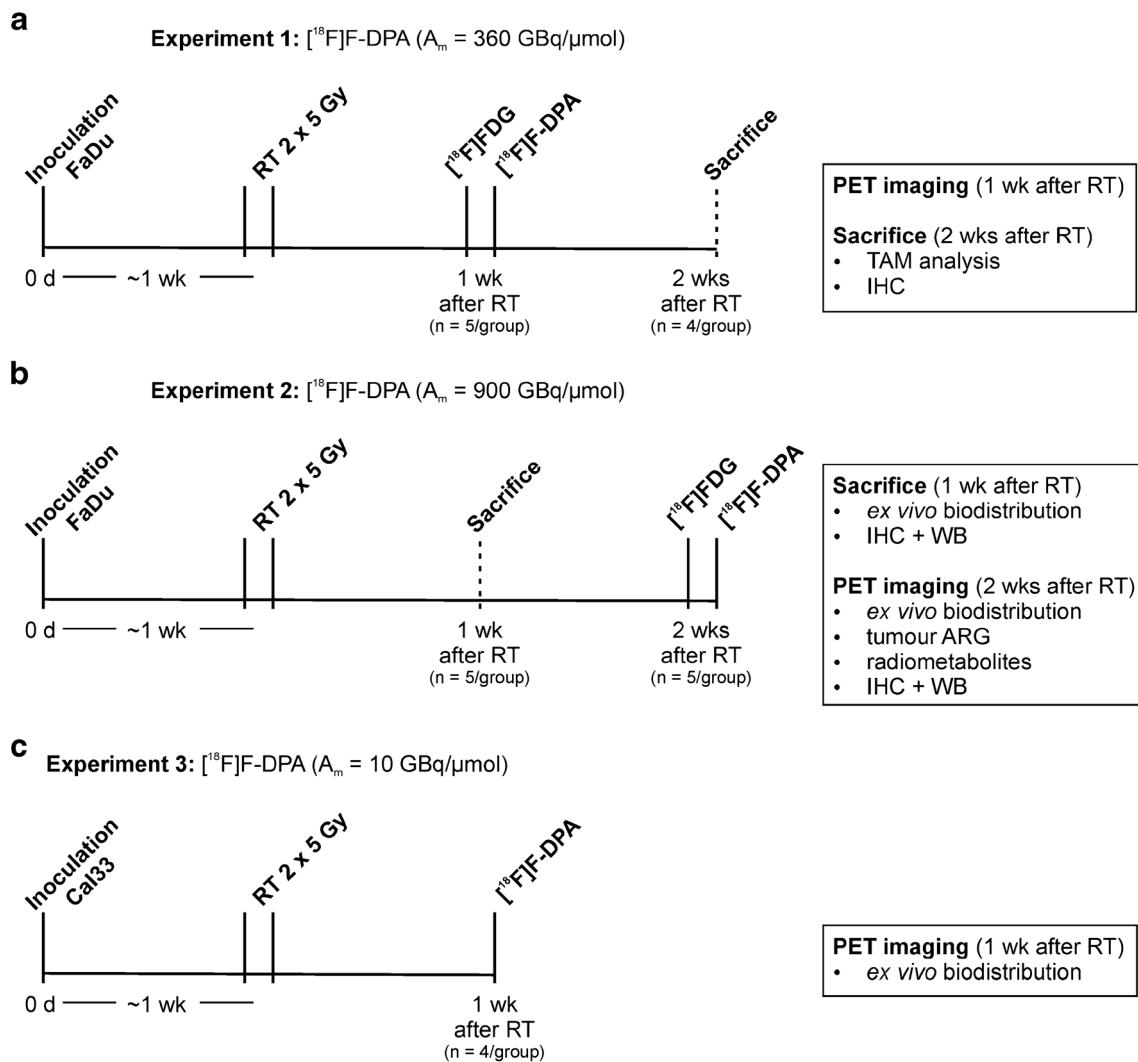 a
Experiment 1: [¹⁸F]F-DPA (Aₘ = 360 GBq/µmol)
Inoculation
FaDu
RT 2 x 5 Gy
[¹⁸F]FDG
[¹⁸F]F-DPA
Sacrifice
0 d
~1 wk
1 wk
after RT
(n = 5/group)
2 wks
after RT
(n = 4/group)
PET imaging (1 wk after RT)
Sacrifice (2 wks after RT)
• TAM analysis
• IHC
b
Experiment 2: [¹⁸F]F-DPA (Aₘ = 900 GBq/µmol)
Inoculation
FaDu
RT 2 x 5 Gy
Sacrifice
[¹⁸F]FDG
[¹⁸F]F-DPA
0 d
~1 wk
1 wk
after RT
(n = 5/group)
2 wks
after RT
(n = 5/group)
Sacrifice (1 wk after RT)
• ex vivo biodistribution
• IHC + WB
PET imaging (2 wks after RT)
• ex vivo biodistribution
• tumour ARG
• radiometabolites
• IHC + WB
c
Experiment 3: [¹⁸F]F-DPA (Aₘ = 10 GBq/µmol)
Inoculation
Cal33
RT 2 x 5 Gy
[¹⁸F]F-DPA
0 d
~1 wk
1 wk
after RT
(n = 4/group)
PET imaging (1 wk after RT)
• ex vivo biodistribution